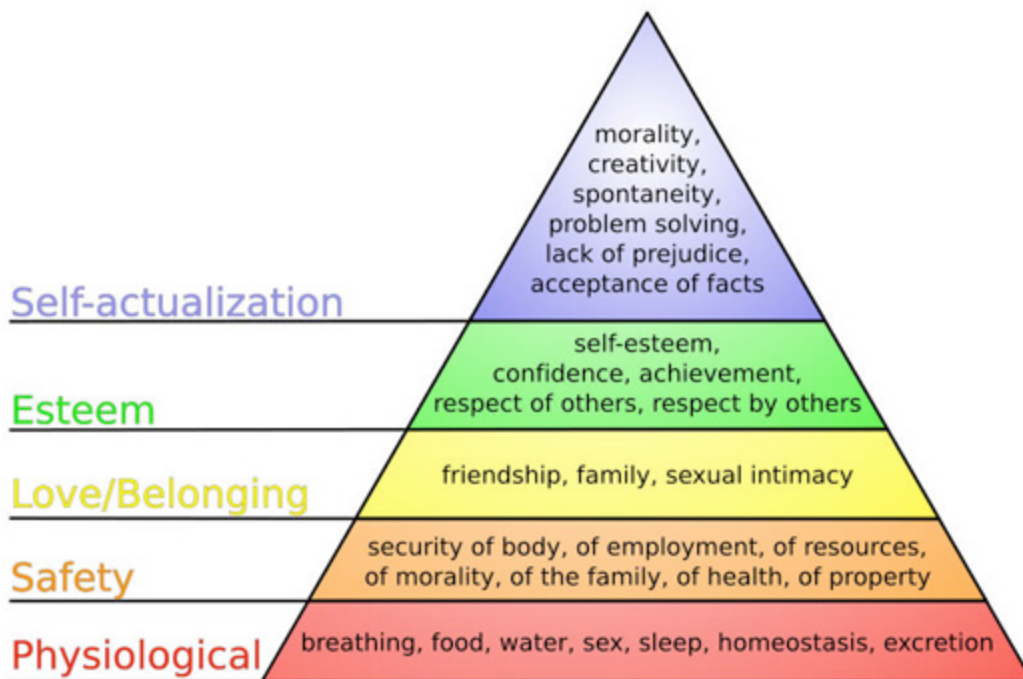 morality,
creativity,
spontaneity,
problem solving,
lack of prejudice,
acceptance of facts
Self-actualization
self-esteem,
confidence, achievement,
respect of others, respect by others
Esteem
friendship, family, sexual intimacy
Love/Belonging
security of body, of employment, of resources,
of morality, of the family, of health, of property
Safety
breathing, food, water, sex, sleep, homeostasis, excretion
Physiological